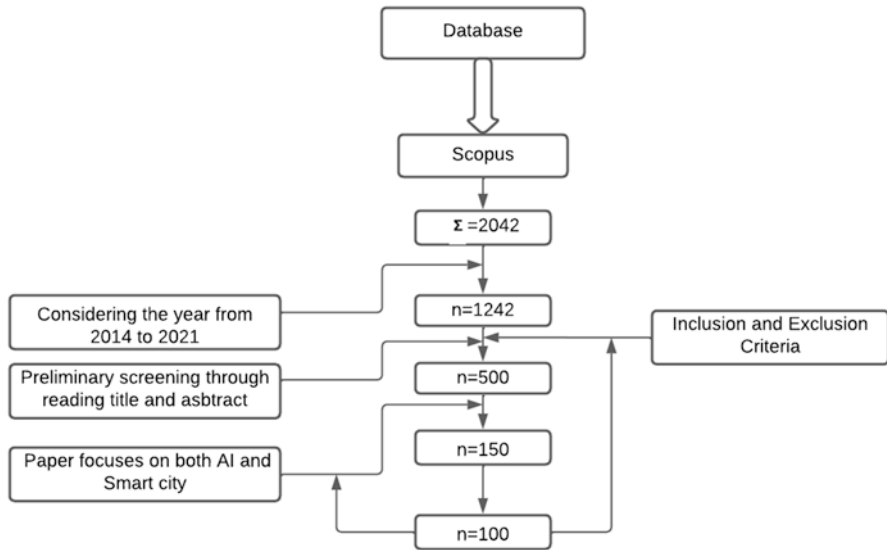 Database
Scopus
Σ =2042
Considering the year from
2014 to 2021
n=1242
Inclusion and Exclusion
Criteria
Preliminary screening through
reading title and asbtract
n=500
Paper focuses on both AI and
Smart city
n=150
n=100